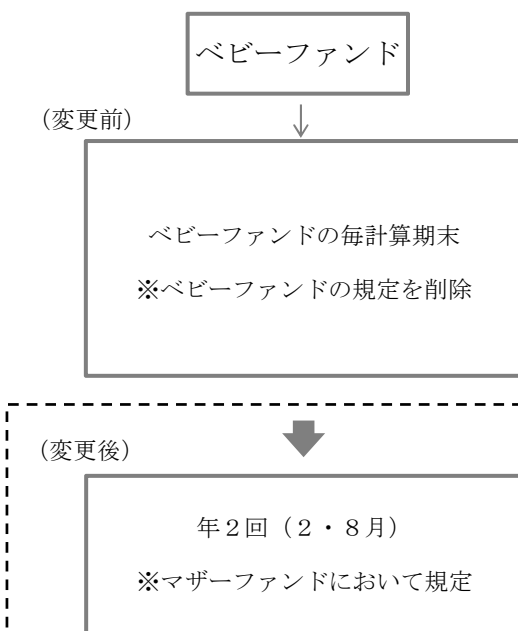 ベビーファンド
（変更前）
ベビーファンドの毎計算期末
※ベビーファンドの規定を削除
（変更後）
年２回（２・８月）
※マザーファンドにおいて規定